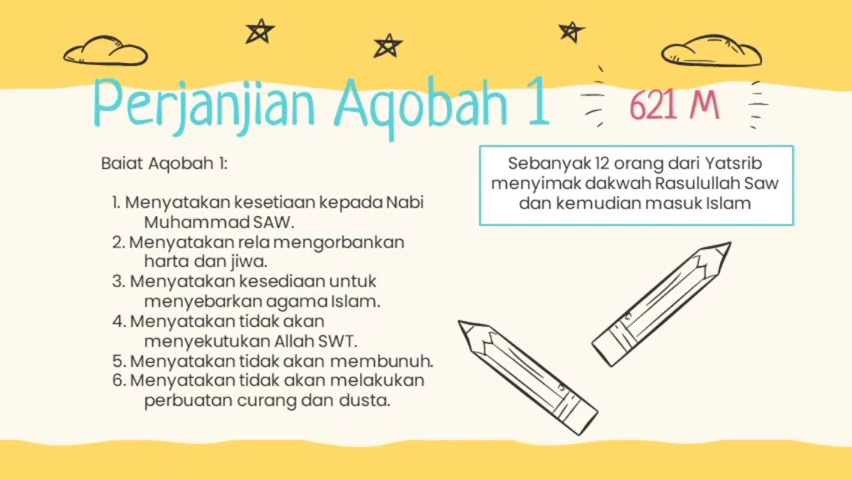 Perjanjian Aqobah 1
621 M
Baiat Aqobah 1:
1. Menyatakan kesetiaan kepada Nabi
Muhammad SAW.
2. Menyatakan rela mengorbankan
harta dan jiwa.
3. Menyatakan kesediaan untuk
menyebarkan agama Islam.
4. Menyatakan tidak akan
menyekutukan Allah SWT.
5. Menyatakan tidak akan membunuh.
6. Menyatakan tidak akan melakukan
perbuatan curang dan dusta.
Sebanyak 12 orang dari Yatsrib
menyimak dakwah Rasulullah Saw
dan kemudian masuk Islam